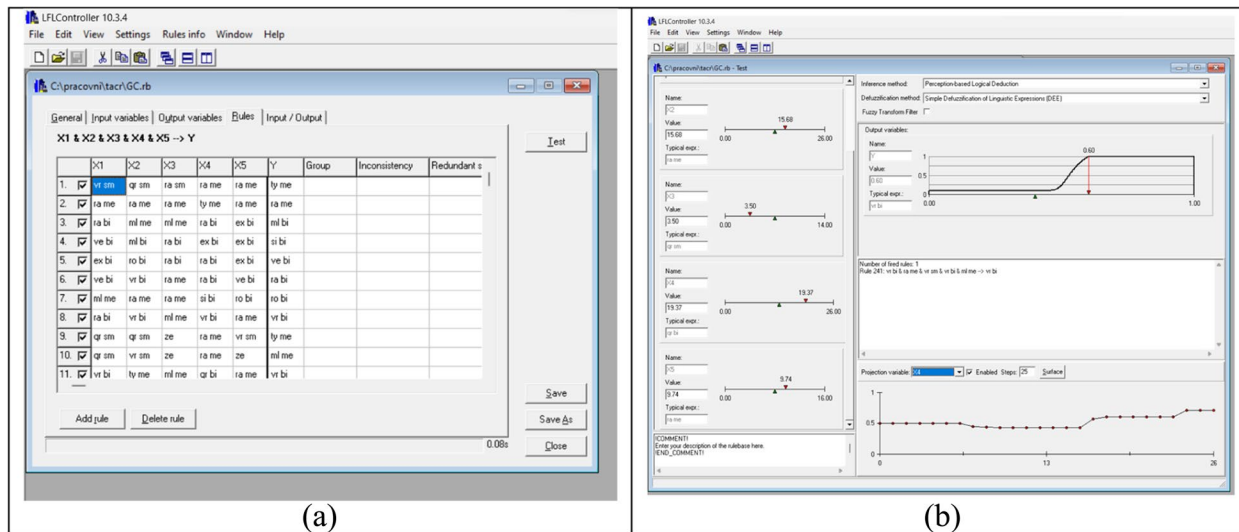 LFLController 10.3.4
File Edit View Settings Rules info Window Help
C:\pracovni\tacr\GC.rb
General Input variables Output variables Rules Input / Output
X1 & X2 & X3 & X4 & X5 --> Y
Test
X1 X2 X3 X4 X5 Y Group Inconsistency Redundant s
1. vr sm qr sm ra sm ra me ra me ty me
2. ra me ra me ra me ty me ra me ra me
3. ra bi ml me ml me ra bi ex bi ml bi
4. ve bi ml bi ra bi ex bi ex bi si bi
5. ex bi ro bi ra bi ra bi ex bi ve bi
6. ve bi vr bi ra me ra me vr bi ra bi
7. ml me ra me ra me si bi ro bi ro bi
8. ra bi vr bi ml me vr bi ra me vr bi
9. qr sm qr sm ze ra me vr sm ty me
10. qr sm vr sm ze ra me ze ml me
11. vr bi ty me ml me qr bi ra me vr bi
Save
Add rule Delete rule
Save As
0.08s
Close
(a)
LFLController 10.3.4
File Edit View Settings Window Help
C:\pracovni\tacr\GC.rb - Test
Name:
X2
Value:
15.68
15.68
0.00 26.00
Typical expr.:
ra me
Name:
X3
Value:
3.50
3.50
0.00 14.00
Typical expr.:
qr sm
Name:
X4
Value:
19.37
19.37
0.00 26.00
Typical expr.:
qr bi
Name:
X5
Value:
9.74
9.74
0.00 16.00
Typical expr.:
ra me
!COMMENT!
Enter your description of the rulebase here.
!END_COMMENT!
Inference method: Perception-based Logical Deduction
Defuzzification method: Simple Defuzzification of Linguistic Expressions (DEE)
Fuzzy Transform Filter
Output variables:
Name:
Y
Value:
0.60
Typical expr.:
vr bi
0.60
1
0.5
0
0.00 1.00
Number of fired rules: 1
Rule 241: vr bi & ra me & vr sm & vr bi & ml me -> vr bi
Projection variable: X4 Enabled Steps: 25 Surface
1
0.5
0
0 13 26
(b)